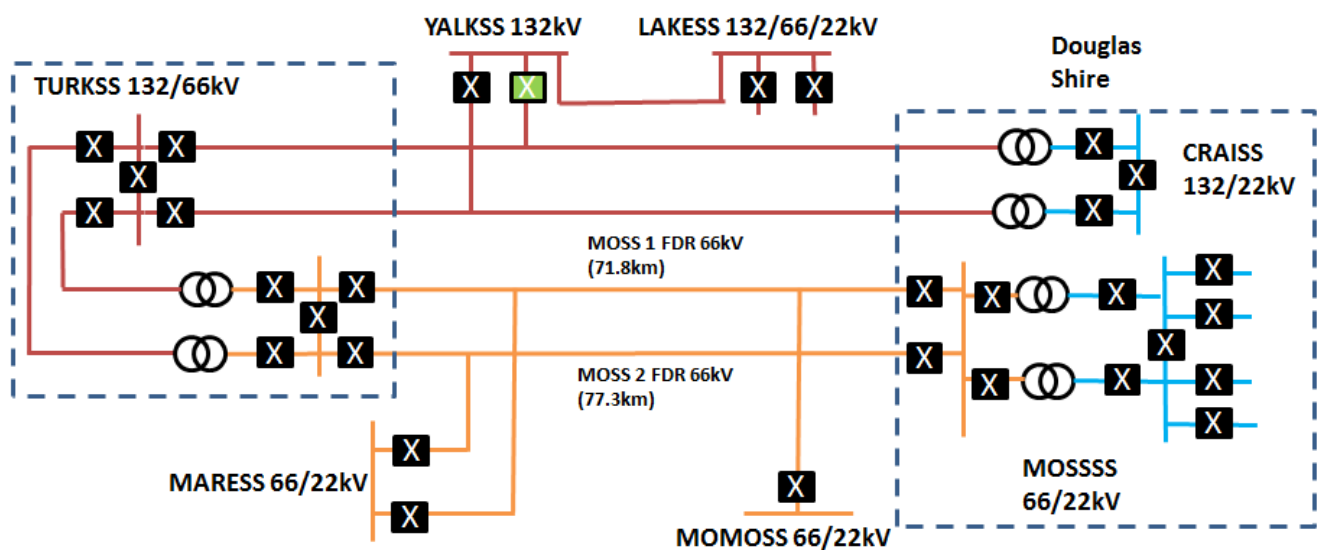 YALKSS 132kV
LAKESS 132/66/22kV
Douglas
Shire
TURKSS 132/66kV
X
X
X
X
X
X
X
X
X
X
X
CRAISS
132/22kV
X
X
X
MOSS 1 FDR 66kV
(71.8km)
X
X
X
X
X
X
X
X
X
X
X
MOSS 2 FDR 66kV
(77.3km)
X
X
X
X
X
X
X
MARESS 66/22kV
X
X
MOSSSS
66/22kV
X
MOMOSS 66/22kV